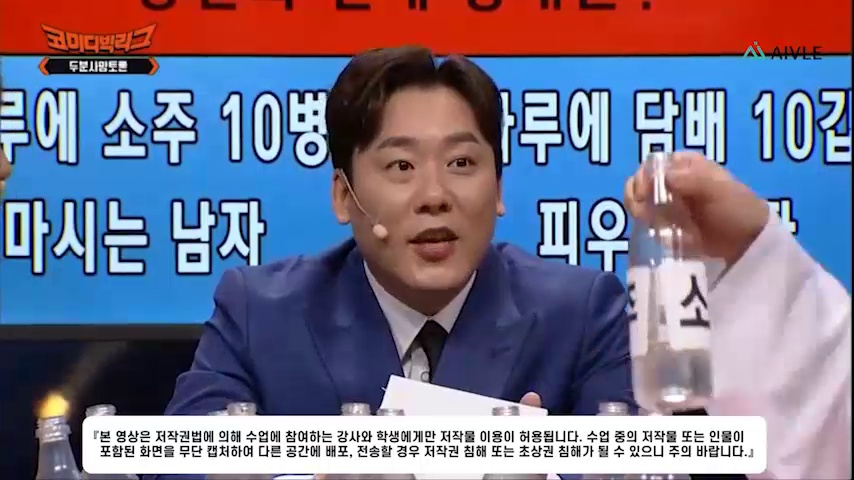 코미디빅리그
두분사망토론
AIVLE
소주 10병
마시는 남자
담배 10갑
피우
소
『본 영상은 저작권법에 의해 수업에 참여하는 강사와 학생에게만 저작물 이용이 허용됩니다. 수업 중의 저작물 또는 인물이
포함된 화면을 무단 캡처하여 다른 공간에 배포, 전송할 경우 저작권 침해 또는 초상권 침해가 될 수 있으니 주의 바랍니다.』